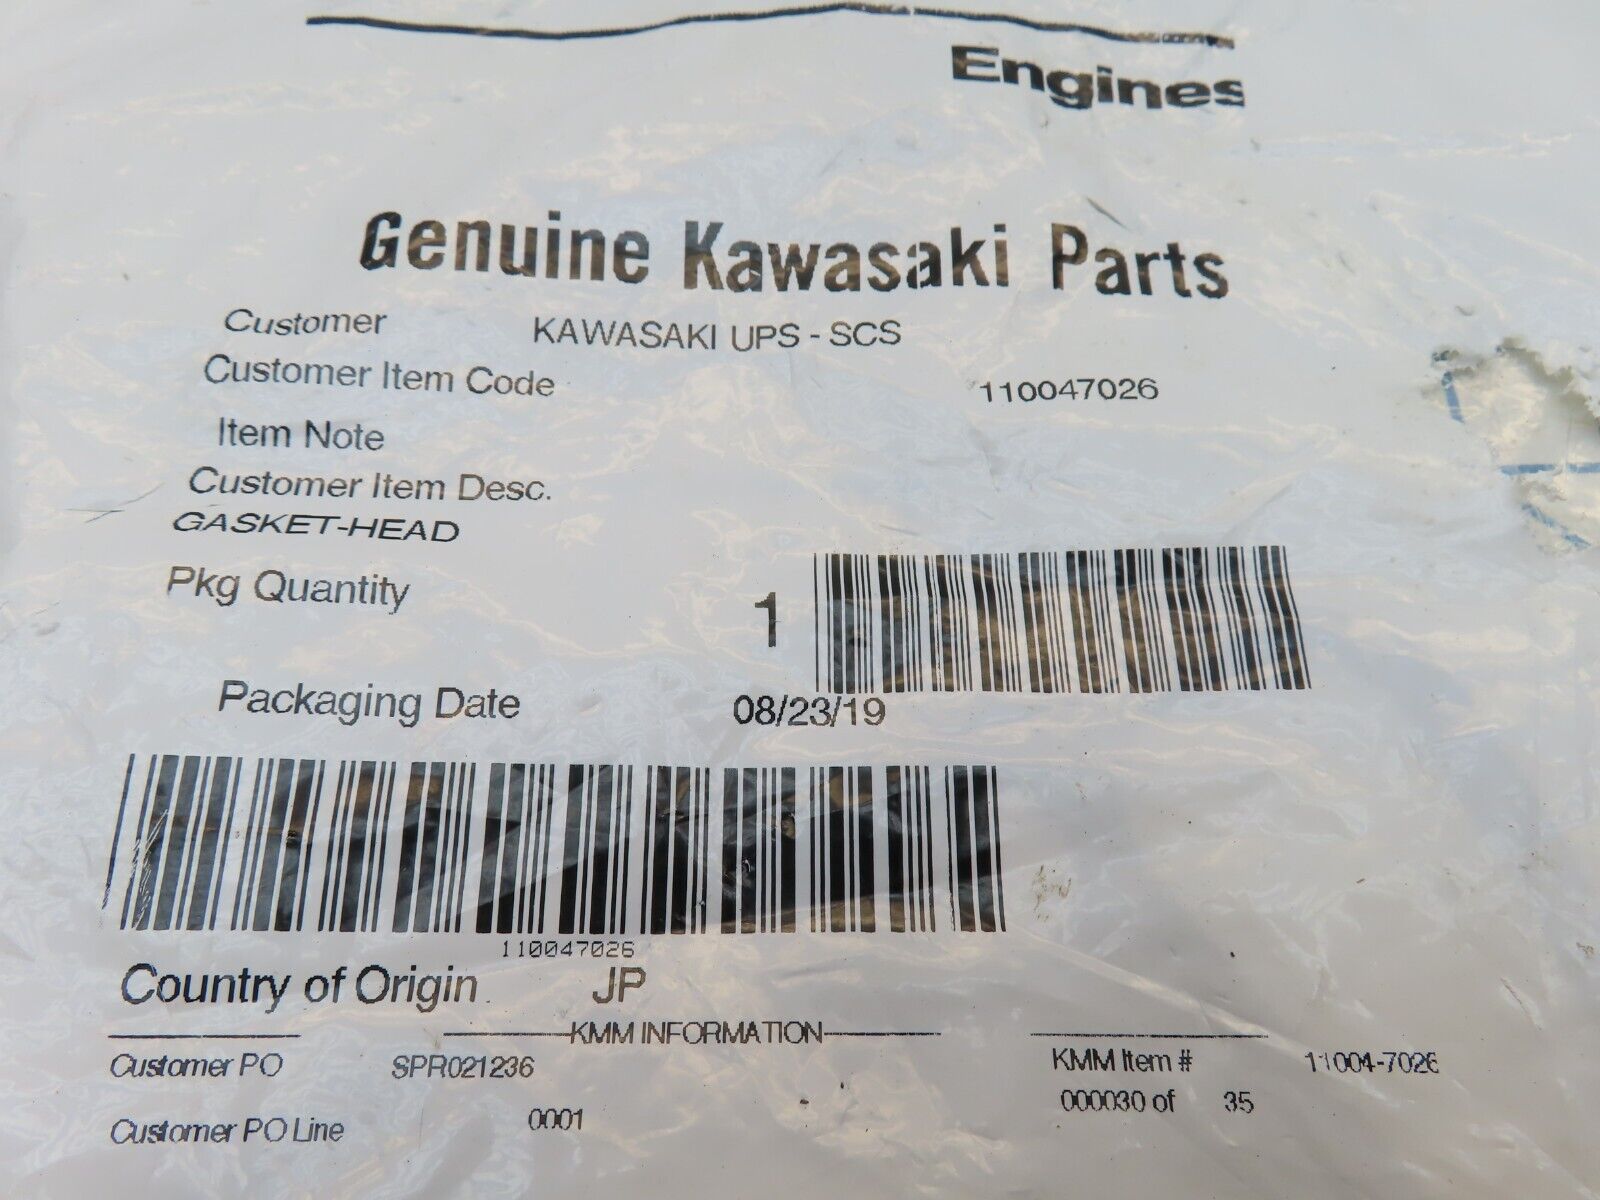 Engines
Genuine Kawasaki Parts
Customer KAWASAKI UPS - SCS
Customer Item Code 110047026
Item Note
Customer Item Desc.
GASKET-HEAD
Pkg Quantity 1
Packaging Date 08/23/19
110047026
Country of Origin JP
KMM INFORMATION
Customer PO SPR021236 KMM Item # 11004-7026
000030 of 35
Customer PO Line 0001